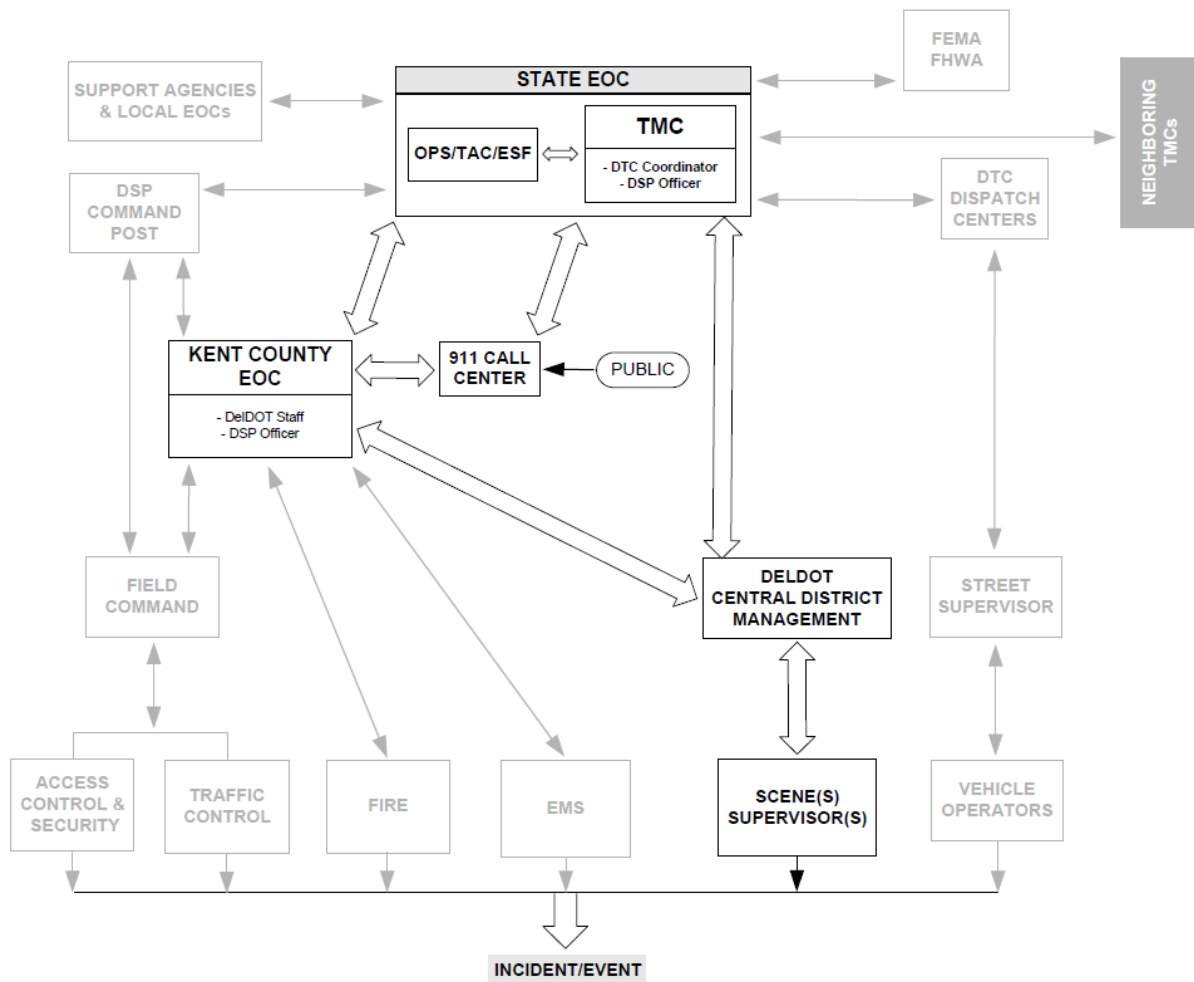 FEMA
FHWA
STATE EOC
SUPPORT AGENCIES
& LOCAL EOCs
TMC
OPS/TAC/ESF
- DTC Coordinator
- DSP Officer
NEIGHBORING
TMCs
DSP
COMMAND
POST
DTC
DISPATCH
CENTERS
KENT COUNTY
EOC
- DelDOT Staff
- DSP Officer
911 CALL
CENTER
PUBLIC
FIELD
COMMAND
DELDOT
CENTRAL DISTRICT
MANAGEMENT
STREET
SUPERVISOR
ACCESS
CONTROL &
SECURITY
TRAFFIC
CONTROL
FIRE
EMS
SCENE(S)
SUPERVISOR(S)
VEHICLE
OPERATORS
INCIDENT/EVENT